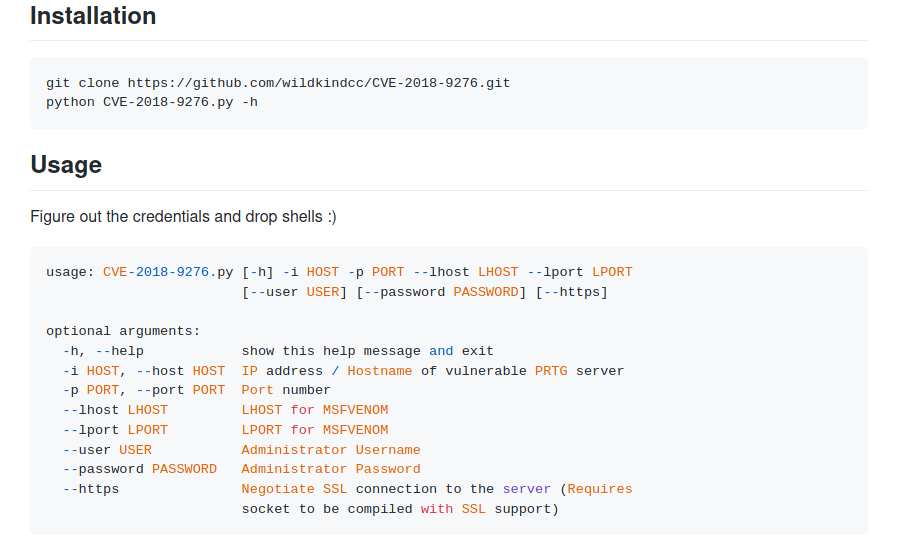 Installation
git clone https://github.com/wildkindcc/CVE-2018-9276.git
python CVE-2018-9276.py -h
Usage
Figure out the credentials and drop shells :)
usage: CVE-2018-9276.py [-h] -i HOST -p PORT --lhost LHOST --lport LPORT
[--user USER] [--password PASSWORD] [--https]
optional arguments:
-h, --help show this help message and exit
-i HOST, --host HOST IP address / Hostname of vulnerable PRTG server
-p PORT, --port PORT Port number
--lhost LHOST LHOST for MSFVENOM
--lport LPORT LPORT for MSFVENOM
--user USER Administrator Username
--password PASSWORD Administrator Password
--https Negotiate SSL connection to the server (Requires
socket to be compiled with SSL support)